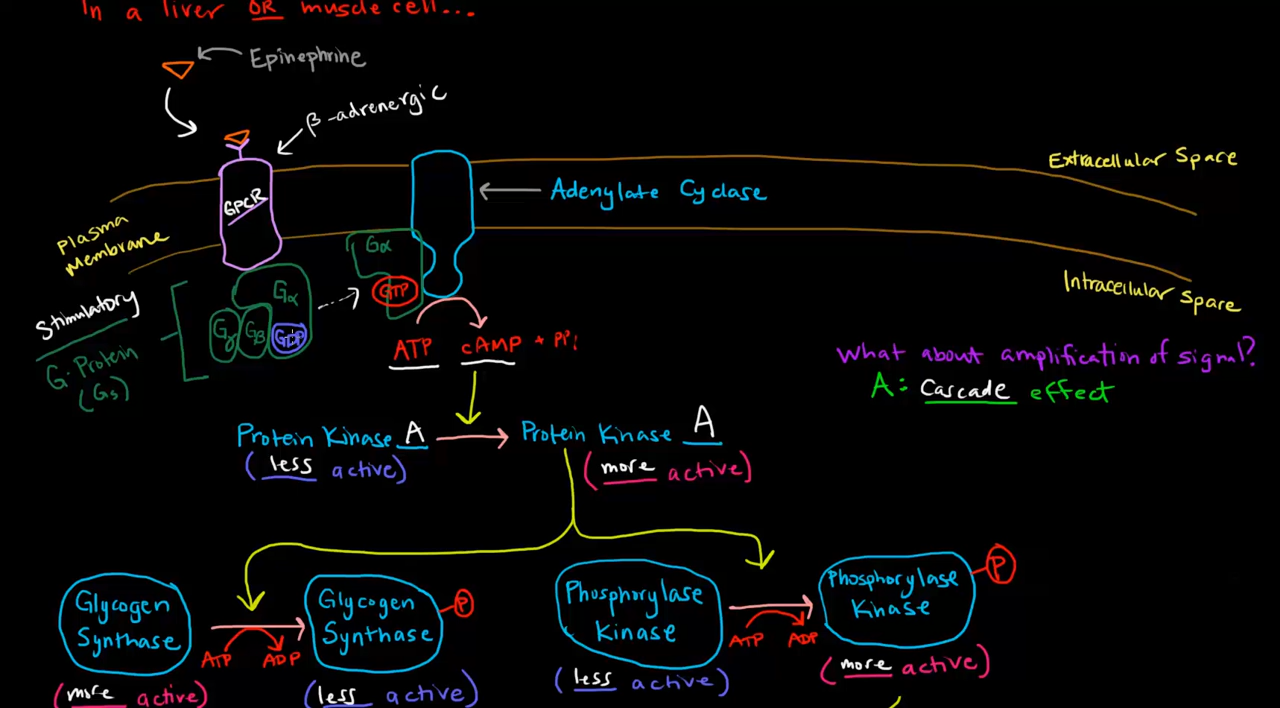 In a liver OR muscle cell...
Epinephrine
β-adrenergic
Extracellular Space
GPCR
Adenylate Cyclase
Plasma
Membrane
Gα
Intracellular Space
Gα
GTP
Stimulatory
G-Protein
(Gs)
Gγ
Gβ
GDP
ATP
cAMP + PPi
What about amplification of signal?
A: Cascade effect
Protein Kinase A
(less active)
Protein Kinase A
(more active)
Glycogen
Synthase
(more active)
ATP
ADP
Glycogen
Synthase
P
(less active)
Phosphorylase
Kinase
(less active)
ATP
ADP
Phosphorylase
Kinase
P
(more active)